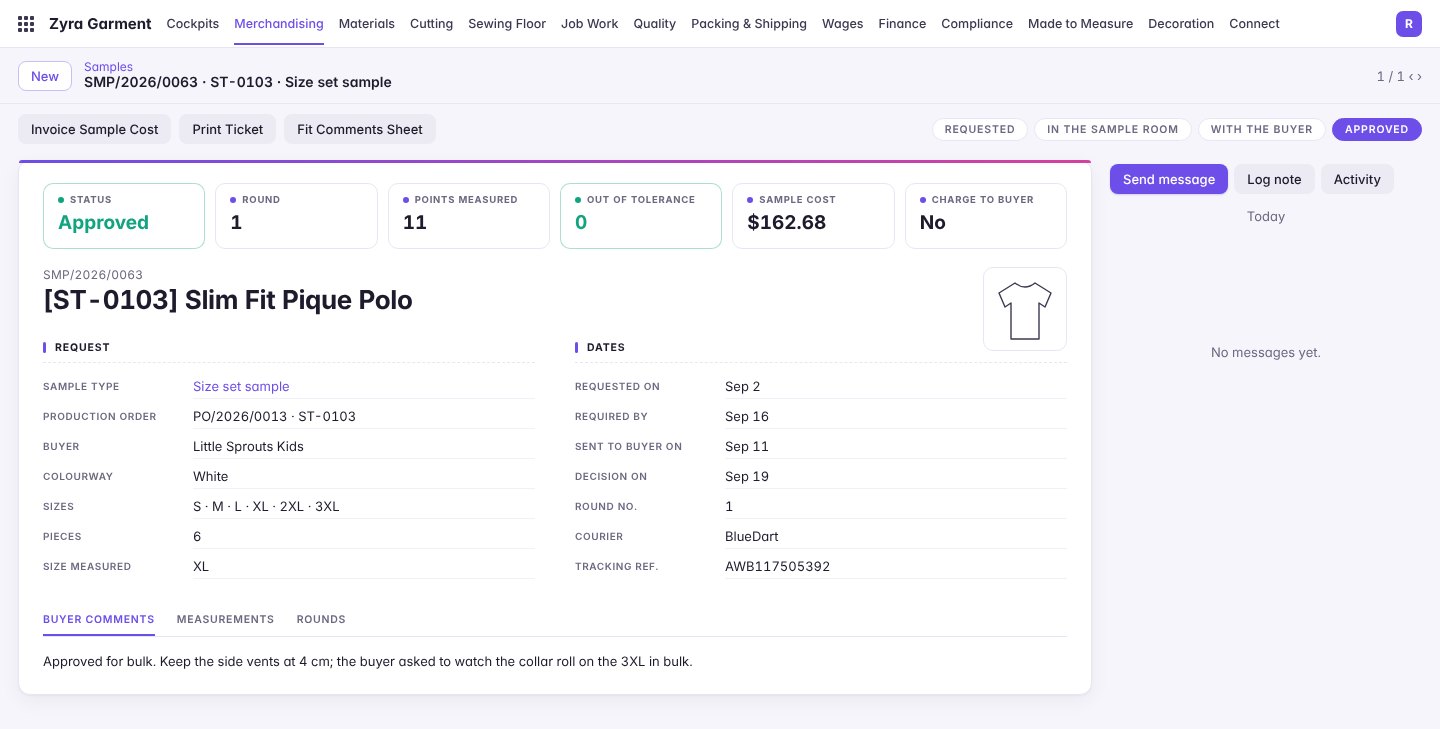 Zyra Garment Cockpits Merchandising Materials Cutting Sewing Floor Job Work Quality Packing & Shipping Wages Finance Compliance Made to Measure Decoration Connect R
New
Samples
SMP/2026/0063 · ST-0103 · Size set sample
1 / 1 ‹ ›
Invoice Sample Cost Print Ticket Fit Comments Sheet
REQUESTED IN THE SAMPLE ROOM WITH THE BUYER APPROVED
STATUS
Approved
ROUND
1
POINTS MEASURED
11
OUT OF TOLERANCE
0
SAMPLE COST
$162.68
CHARGE TO BUYER
No
SMP/2026/0063
[ST-0103] Slim Fit Pique Polo
REQUEST
SAMPLE TYPE Size set sample
PRODUCTION ORDER PO/2026/0013 · ST-0103
BUYER Little Sprouts Kids
COLOURWAY White
SIZES S · M · L · XL · 2XL · 3XL
PIECES 6
SIZE MEASURED XL
DATES
REQUESTED ON Sep 2
REQUIRED BY Sep 16
SENT TO BUYER ON Sep 11
DECISION ON Sep 19
ROUND NO. 1
COURIER BlueDart
TRACKING REF. AWB117505392
BUYER COMMENTS MEASUREMENTS ROUNDS
Approved for bulk. Keep the side vents at 4 cm; the buyer asked to watch the collar roll on the 3XL in bulk.
Send message Log note Activity
Today
No messages yet.